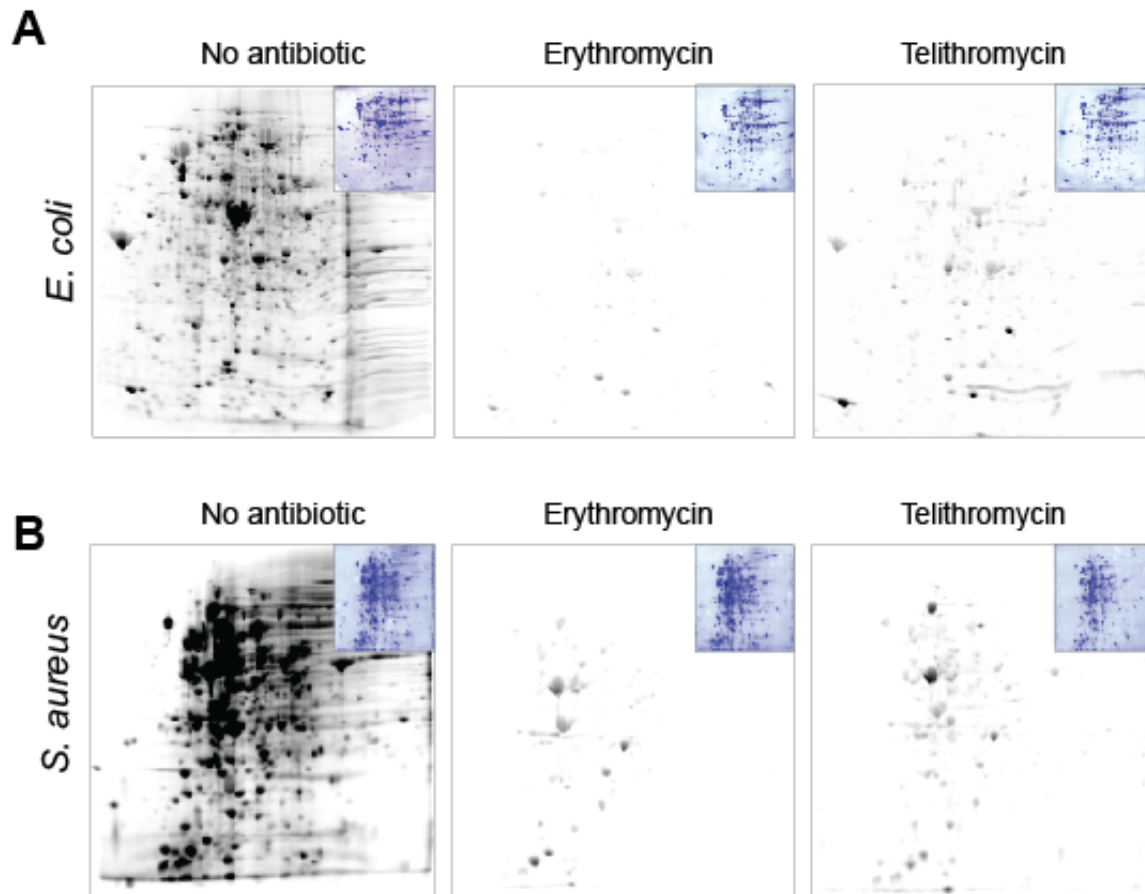 A
No antibiotic Erythromycin Telithromycin
E. coli
B
No antibiotic Erythromycin Telithromycin
S. aureus